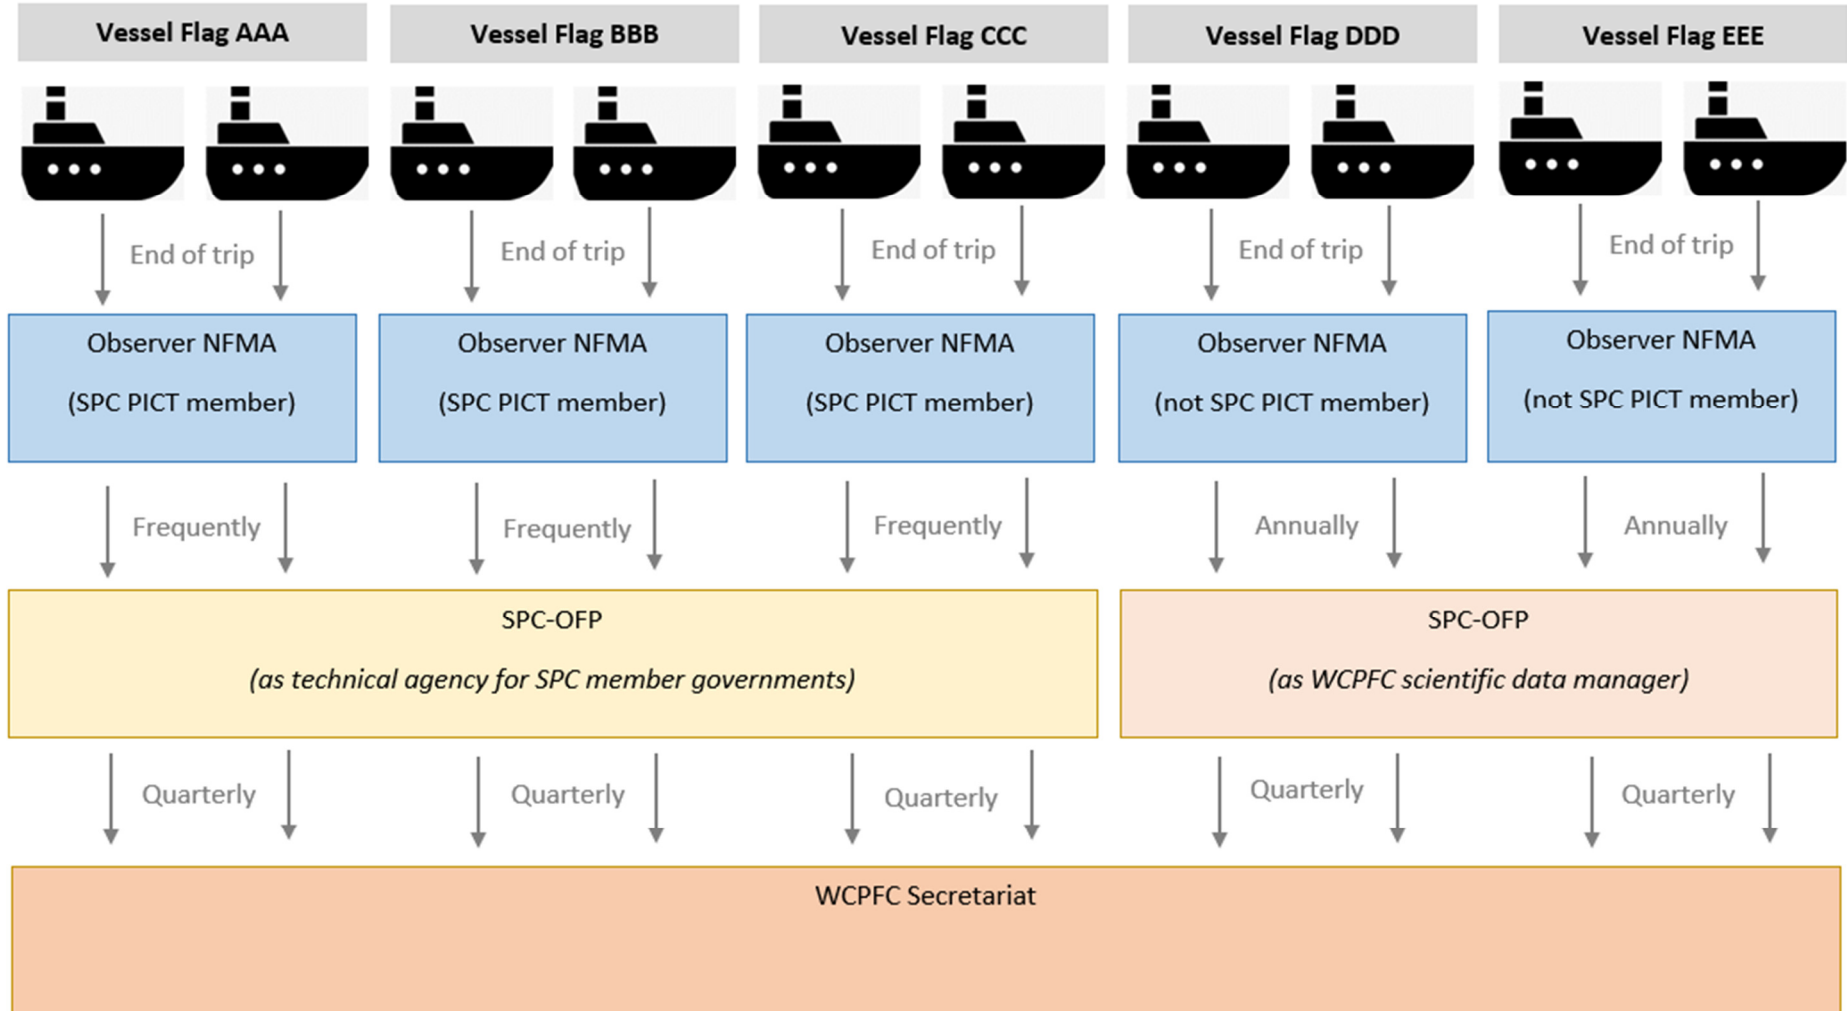 Vessel Flag AAA
Vessel Flag BBB
Vessel Flag CCC
Vessel Flag DDD
Vessel Flag EEE
End of trip
End of trip
End of trip
End of trip
End of trip
Observer NFMA
(SPC PICT member)
Observer NFMA
(SPC PICT member)
Observer NFMA
(SPC PICT member)
Observer NFMA
(not SPC PICT member)
Observer NFMA
(not SPC PICT member)
Frequently
Frequently
Frequently
Annually
Annually
SPC-OFP
(as technical agency for SPC member governments)
SPC-OFP
(as WCPFC scientific data manager)
Quarterly
Quarterly
Quarterly
Quarterly
Quarterly
WCPFC Secretariat